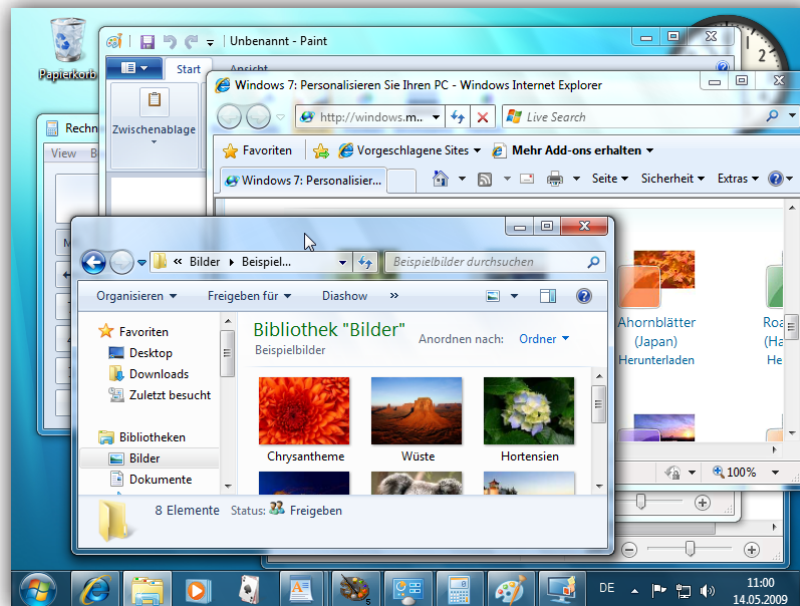 Papierkorb
Unbenannt - Paint
Start
Ansicht
Zwischenablage
Rechn
View
Windows 7: Personalisieren Sie Ihren PC - Windows Internet Explorer
http://windows.m..
Live Search
Favoriten
Vorgeschlagene Sites
Mehr Add-ons erhalten
Windows 7: Personalisier...
Seite
Sicherheit
Extras
Ahornblätter
(Japan)
Herunterladen
Roa
(Ha
He
100%
« Bilder
Beispiel...
Beispielbilder durchsuchen
Organisieren
Freigeben für
Diashow
»
Favoriten
Desktop
Downloads
Zuletzt besucht
Bibliotheken
Bilder
Dokumente
Bibliothek "Bilder"
Beispielbilder
Anordnen nach: Ordner
Chrysantheme
Wüste
Hortensien
8 Elemente
Status: Freigeben
DE
11:00
14.05.2009